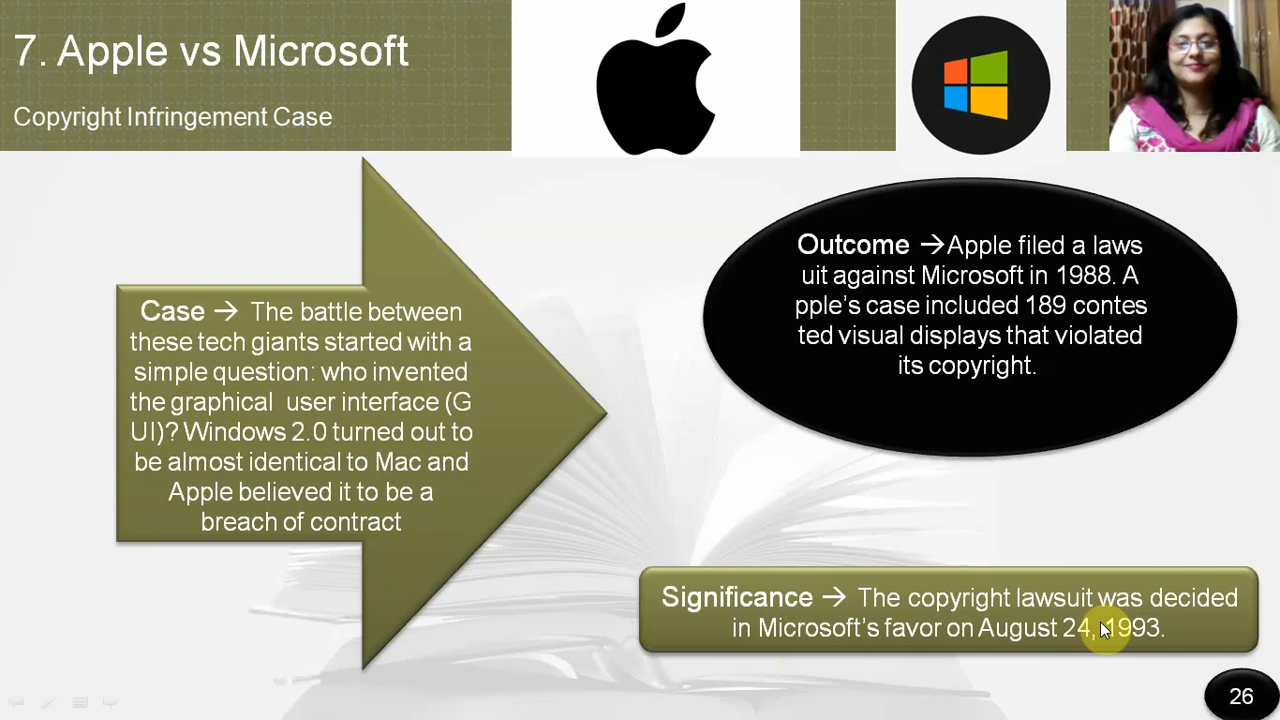 7. Apple vs Microsoft
Copyright Infringement Case
Case → The battle between
these tech giants started with a
simple question: who invented
the graphical user interface (G
UI)? Windows 2.0 turned out to
be almost identical to Mac and
Apple believed it to be a
breach of contract
Outcome →Apple filed a laws
uit against Microsoft in 1988. A
pple's case included 189 contes
ted visual displays that violated
its copyright.
Significance → The copyright lawsuit was decided
in Microsoft's favor on August 24, 1993.
26